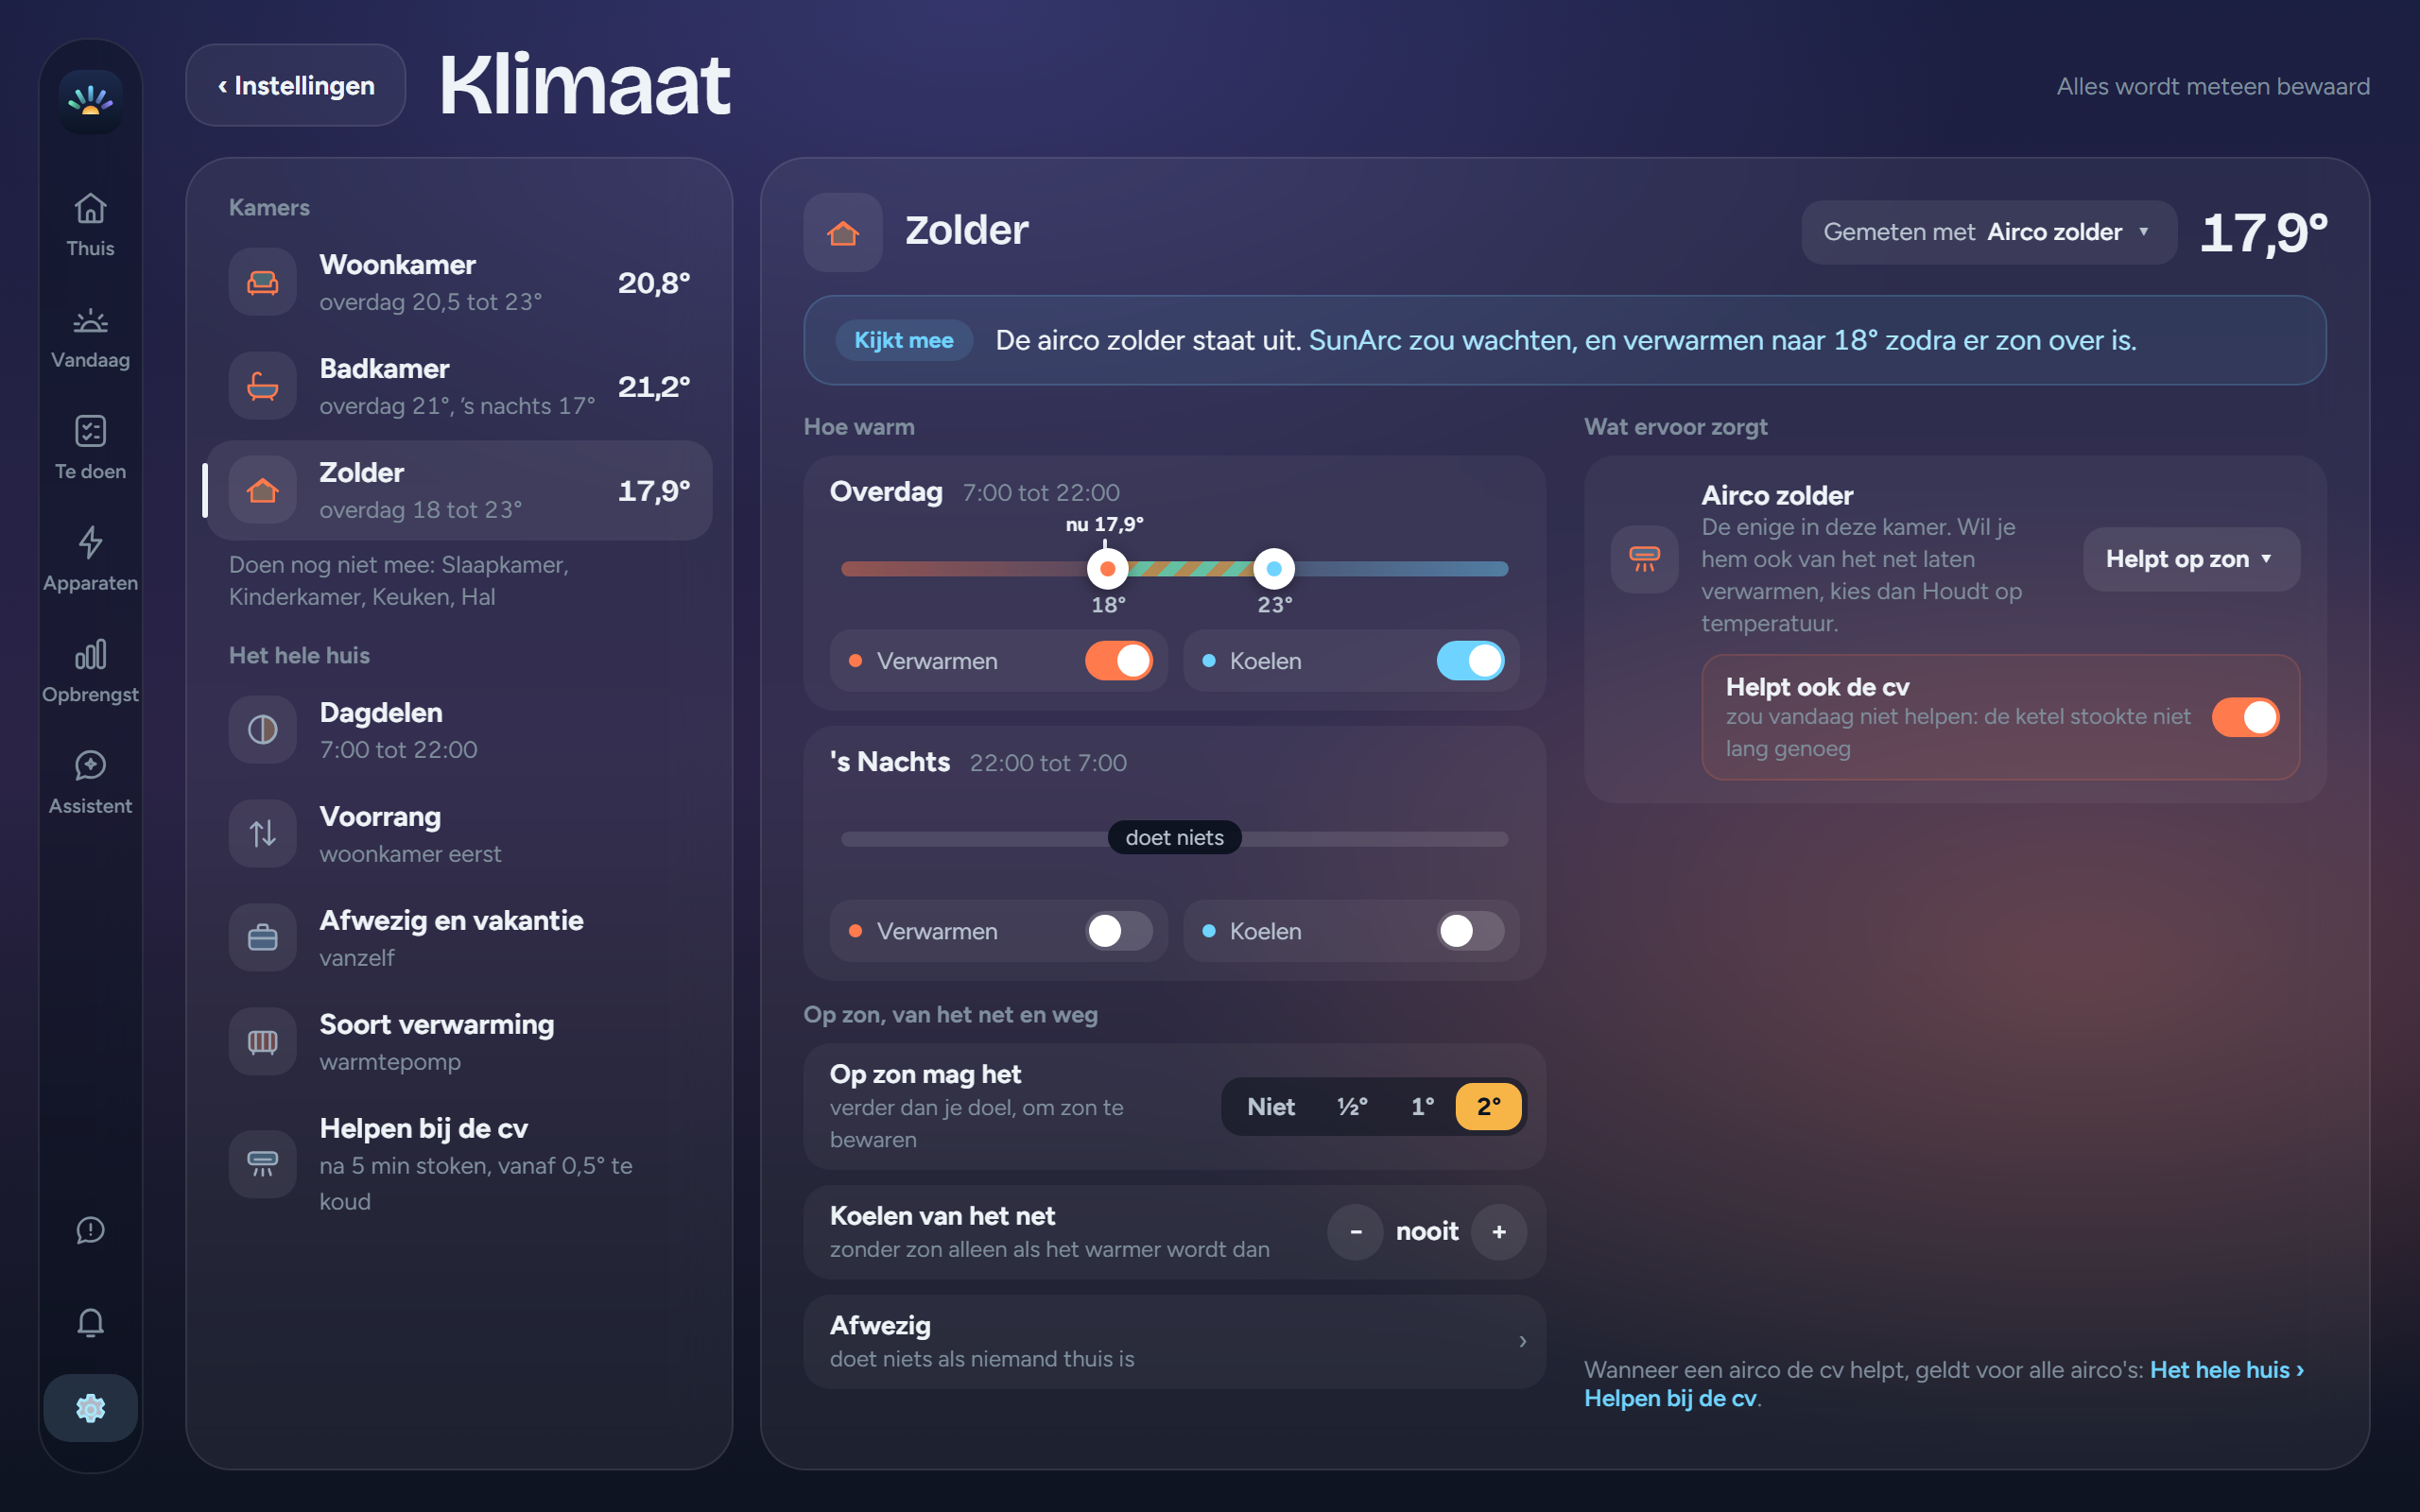 ‹ Instellingen
Klimaat
Alles wordt meteen bewaard
Thuis
Vandaag
Te doen
Apparaten
Opbrengst
Assistent
Kamers
Woonkamer
overdag 20,5 tot 23°
20,8°
Badkamer
overdag 21°, 's nachts 17°
21,2°
Zolder
overdag 18 tot 23°
17,9°
Doen nog niet mee: Slaapkamer,
Kinderkamer, Keuken, Hal
Het hele huis
Dagdelen
7:00 tot 22:00
Voorrang
woonkamer eerst
Afwezig en vakantie
vanzelf
Soort verwarming
warmtepomp
Helpen bij de cv
na 5 min stoken, vanaf 0,5° te
koud
Zolder
Gemeten met Airco zolder ▾
17,9°
Kijkt mee
De airco zolder staat uit. SunArc zou wachten, en verwarmen naar 18° zodra er zon over is.
Hoe warm
Overdag 7:00 tot 22:00
nu 17,9°
18°
23°
Verwarmen
Koelen
's Nachts 22:00 tot 7:00
doet niets
Verwarmen
Koelen
Op zon, van het net en weg
Op zon mag het
verder dan je doel, om zon te
bewaren
Niet ½° 1° 2°
Koelen van het net
zonder zon alleen als het warmer wordt dan
- nooit +
Afwezig
doet niets als niemand thuis is
›
Wat ervoor zorgt
Airco zolder
De enige in deze kamer. Wil je
hem ook van het net laten
verwarmen, kies dan Houdt op
temperatuur.
Helpt op zon ▾
Helpt ook de cv
zou vandaag niet helpen: de ketel stookte niet
lang genoeg
Wanneer een airco de cv helpt, geldt voor alle airco's: Het hele huis ›
Helpen bij de cv.